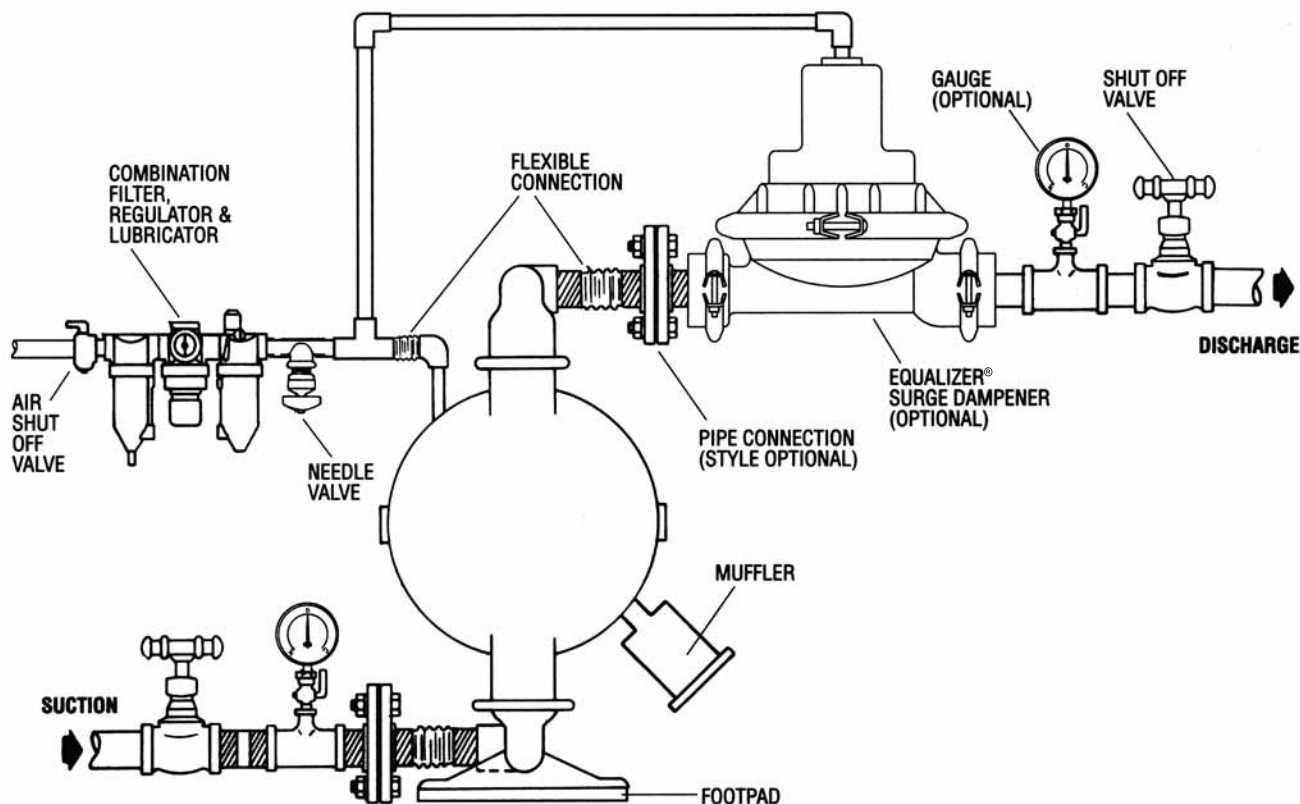 GAUGE
(OPTIONAL)
SHUT OFF
VALVE
COMBINATION
FILTER,
REGULATOR &
LUBRICATOR
FLEXIBLE
CONNECTION
DISCHARGE
AIR
SHUT
OFF
VALVE
NEEDLE
VALVE
PIPE CONNECTION
(STYLE OPTIONAL)
EQUALIZER®
SURGE DAMPENER
(OPTIONAL)
MUFFLER
SUCTION
FOOTPAD